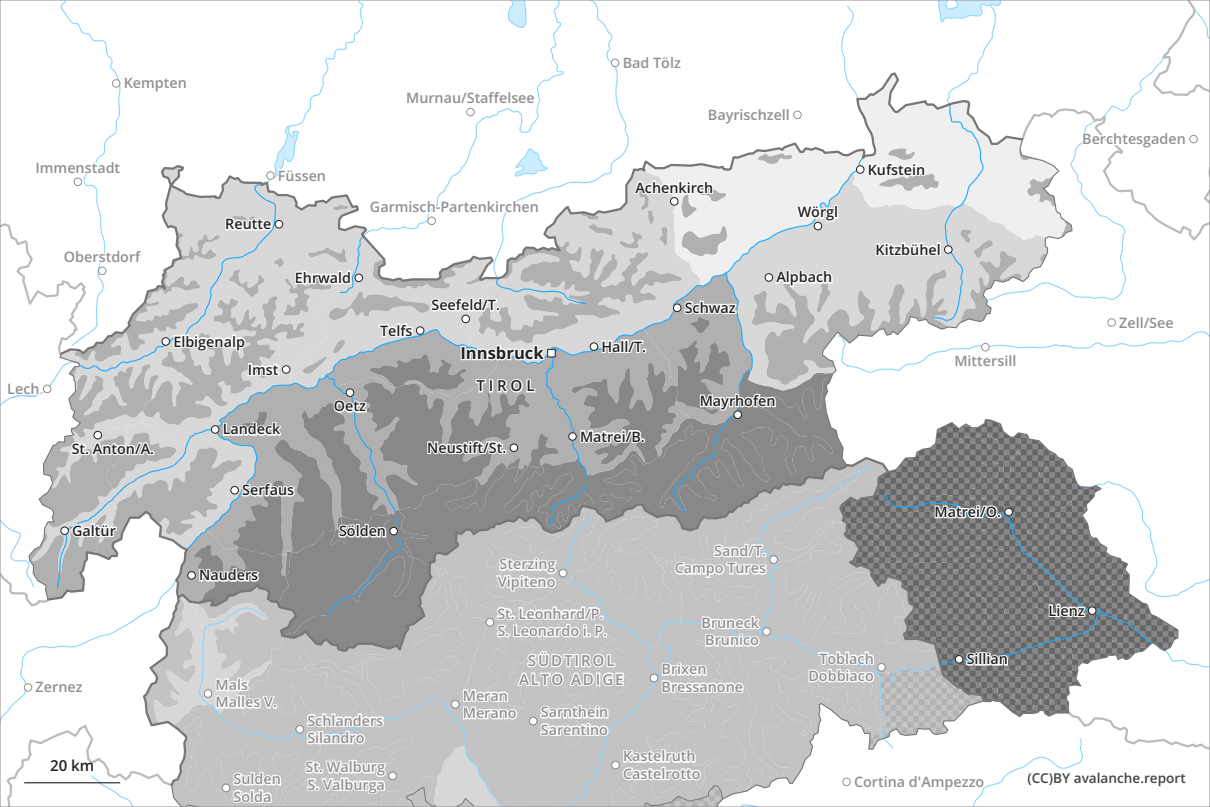 Kempten
Bad Tölz
Murnau/Staffelsee
Bayrischzell
Berchtesgaden
Immenstadt
Füssen
Kufstein
Achenkirch
Garmisch-Partenkirchen
Wörgl
Reutte
Kitzbühel
Oberstdorf
Ehrwald
Alpbach
Seefeld/T.
Schwaz
Zell/See
Telfs
Elbigenalp
Innsbruck
Hall/T.
Mittersill
Imst
TIROL
Lech
Oetz
Mayrhofen
Landeck
Matrei/B.
St. Anton/A.
Neustift/St.
Serfaus
Matrei/O.
Galtür
Sölden
Sand/T.
Campo Tures
Sterzing
Vipiteno
Nauders
Lienz
St. Leonhard/P.
S. Leonardo i. P.
Bruneck
Brunico
SÜDTIROL
ALTO ADIGE
Toblach
Dobbiaco
Sillian
Brixen
Bressanone
Zernez
Mals
Malles V.
Meran
Merano
Sarnthein
Sarentino
Schlanders
Silandro
Kastelruth
Castelrotto
20 km
St. Walburg
S. Valburga
Sulden
Solda
Cortina d'Ampezzo
(CC)BY avalanche.report